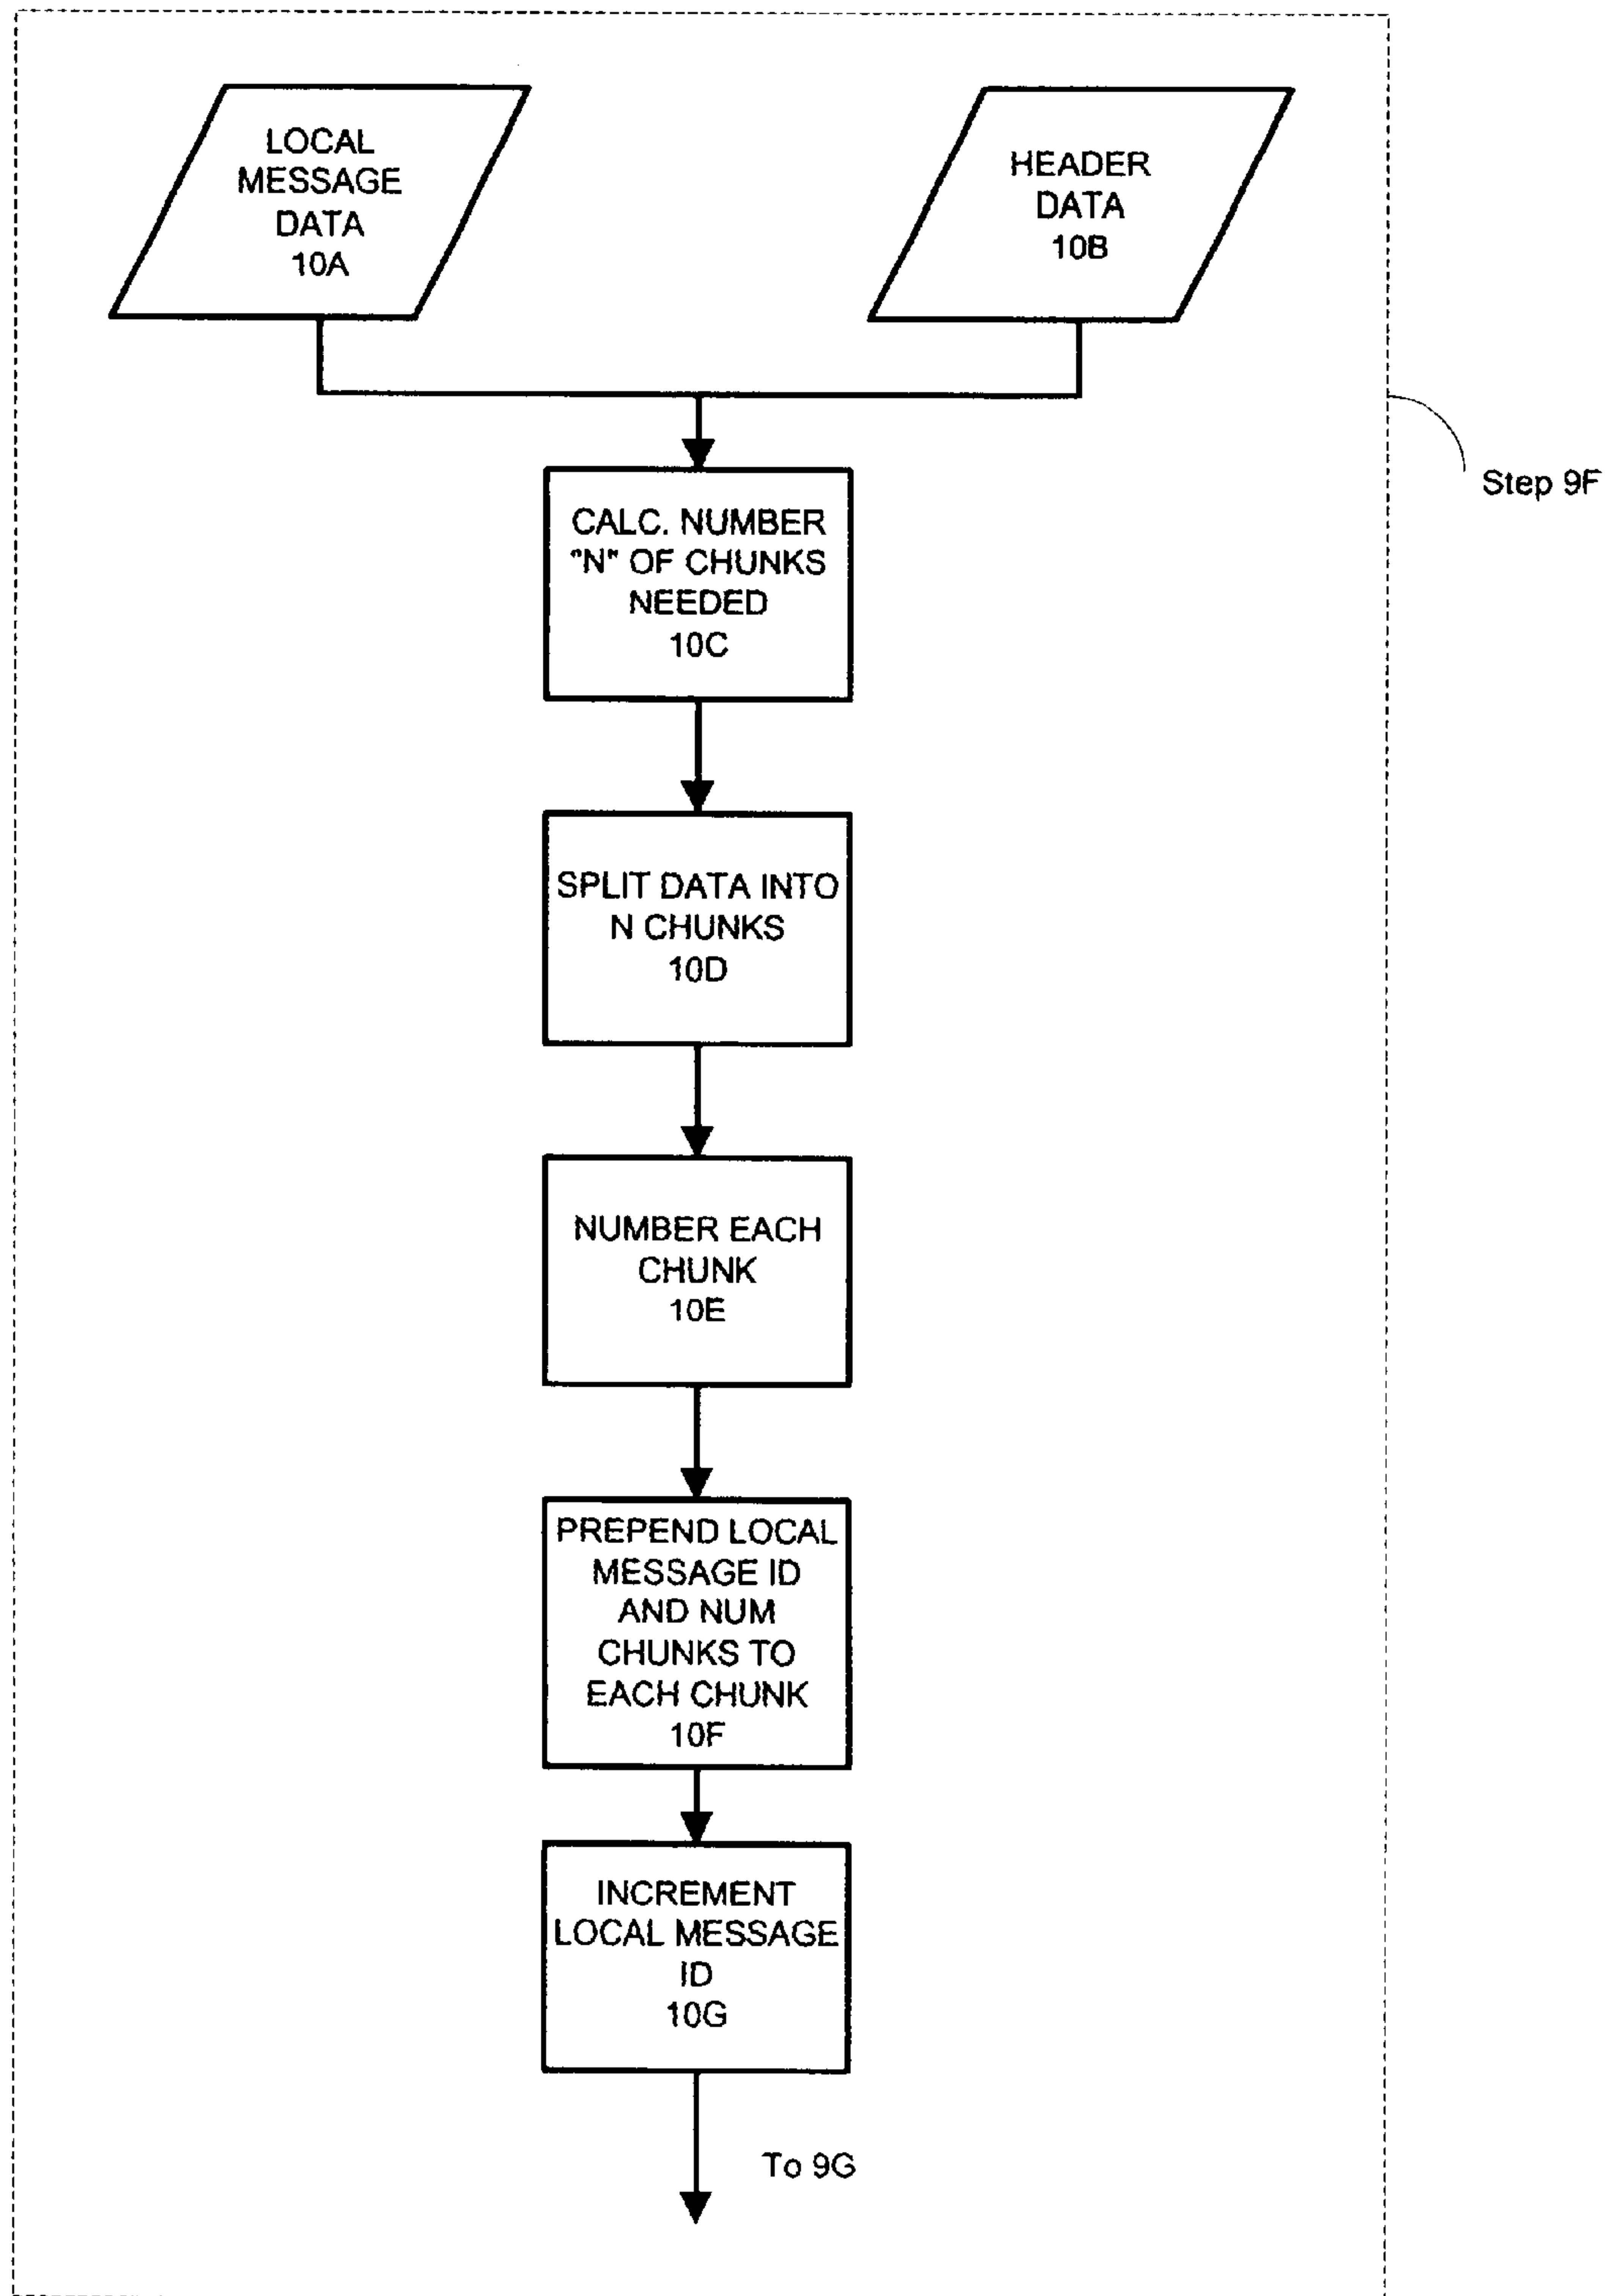 LOCAL
MESSAGE
DATA
10A
HEADER
DATA
10B
Step 9F
CALC. NUMBER
"N" OF CHUNKS
NEEDED
10C
SPLIT DATA INTO
N CHUNKS
10D
NUMBER EACH
CHUNK
10E
PREPEND LOCAL
MESSAGE ID
AND NUM
CHUNKS TO
EACH CHUNK
10F
INCREMENT
LOCAL MESSAGE
ID
10G
To 9G